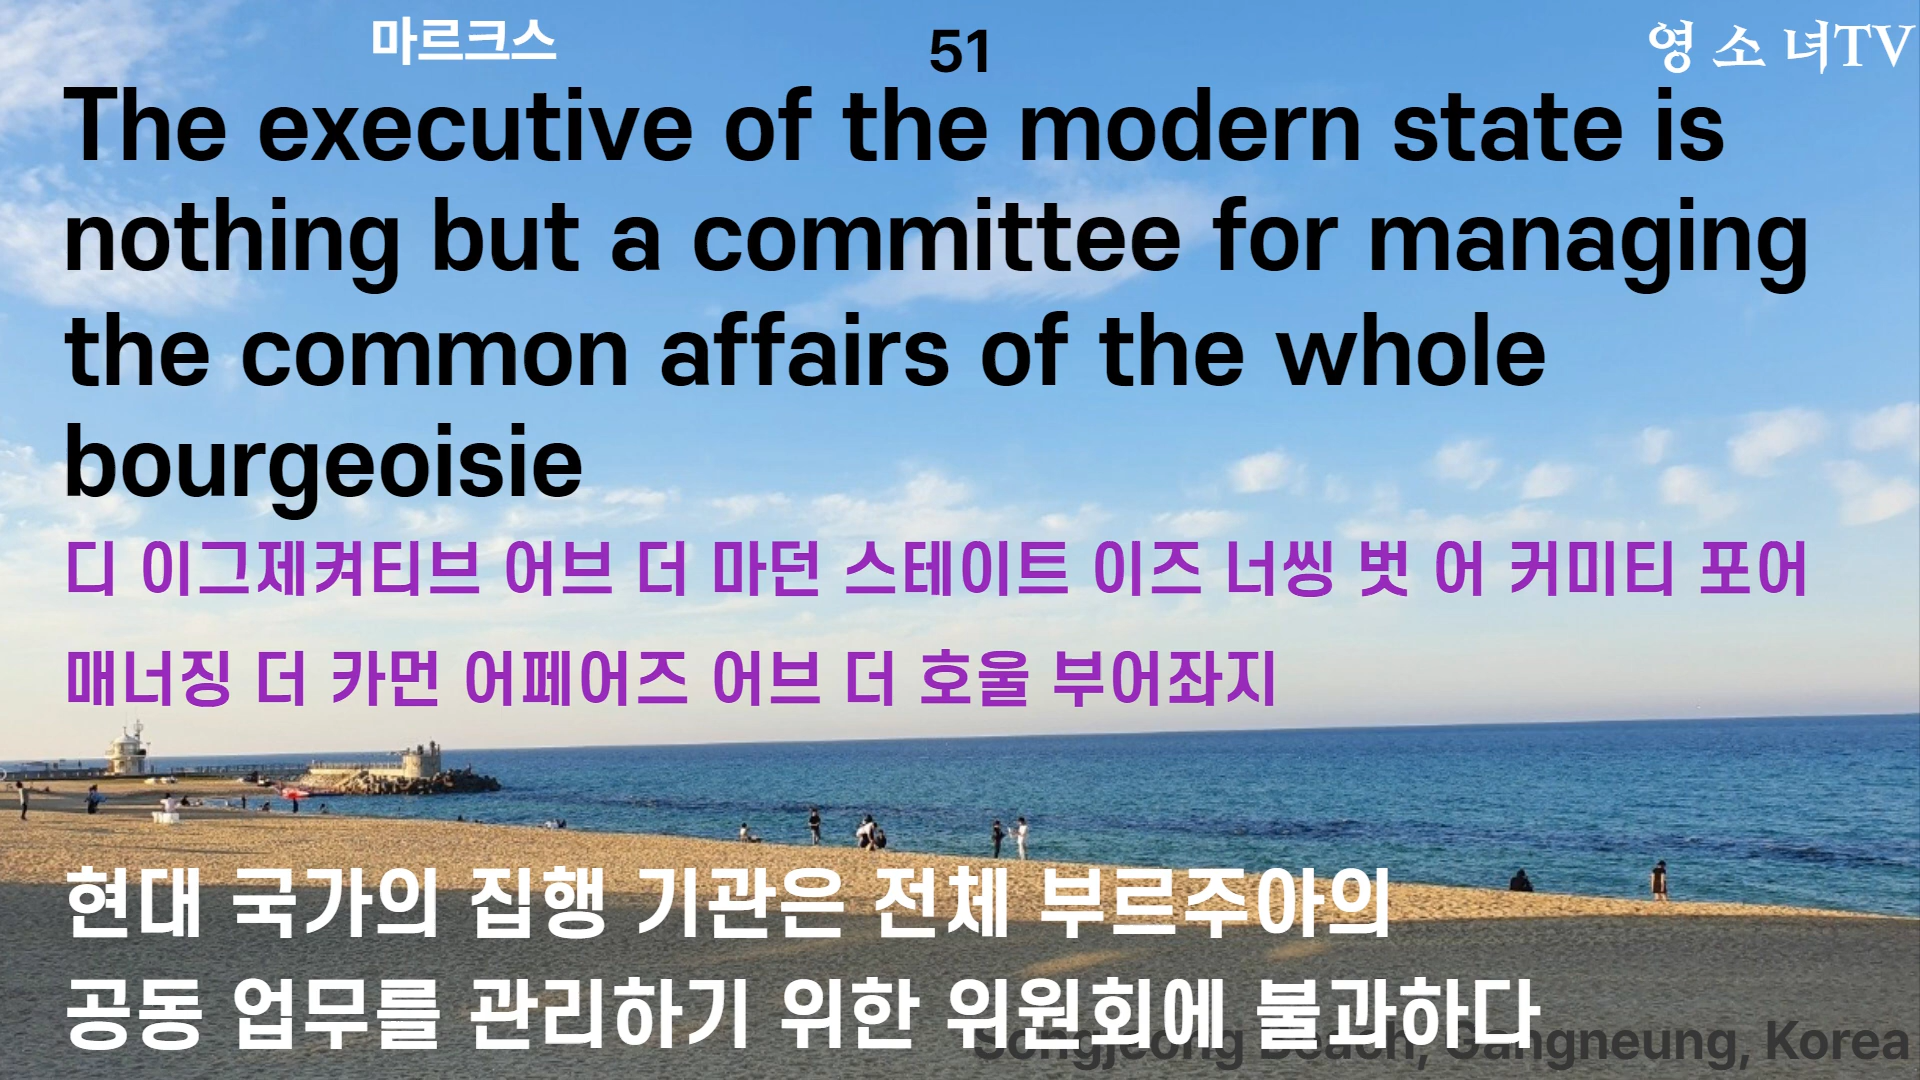 마르크스
51
영 소 녀TV
The executive of the modern state is
nothing but a committee for managing
the common affairs of the whole
bourgeoisie
디 이그제켜티브 어브 더 마던 스테이트 이즈 너씽 벗 어 커미티 포어
매너징 더 카먼 어페어즈 어브 더 호울 부어좌지
현대 국가의 집행 기관은 전체 부르주아의
공동 업무를 관리하기 위한 위원회에 불과하다
Songjeong Beach, Gangneung, Korea